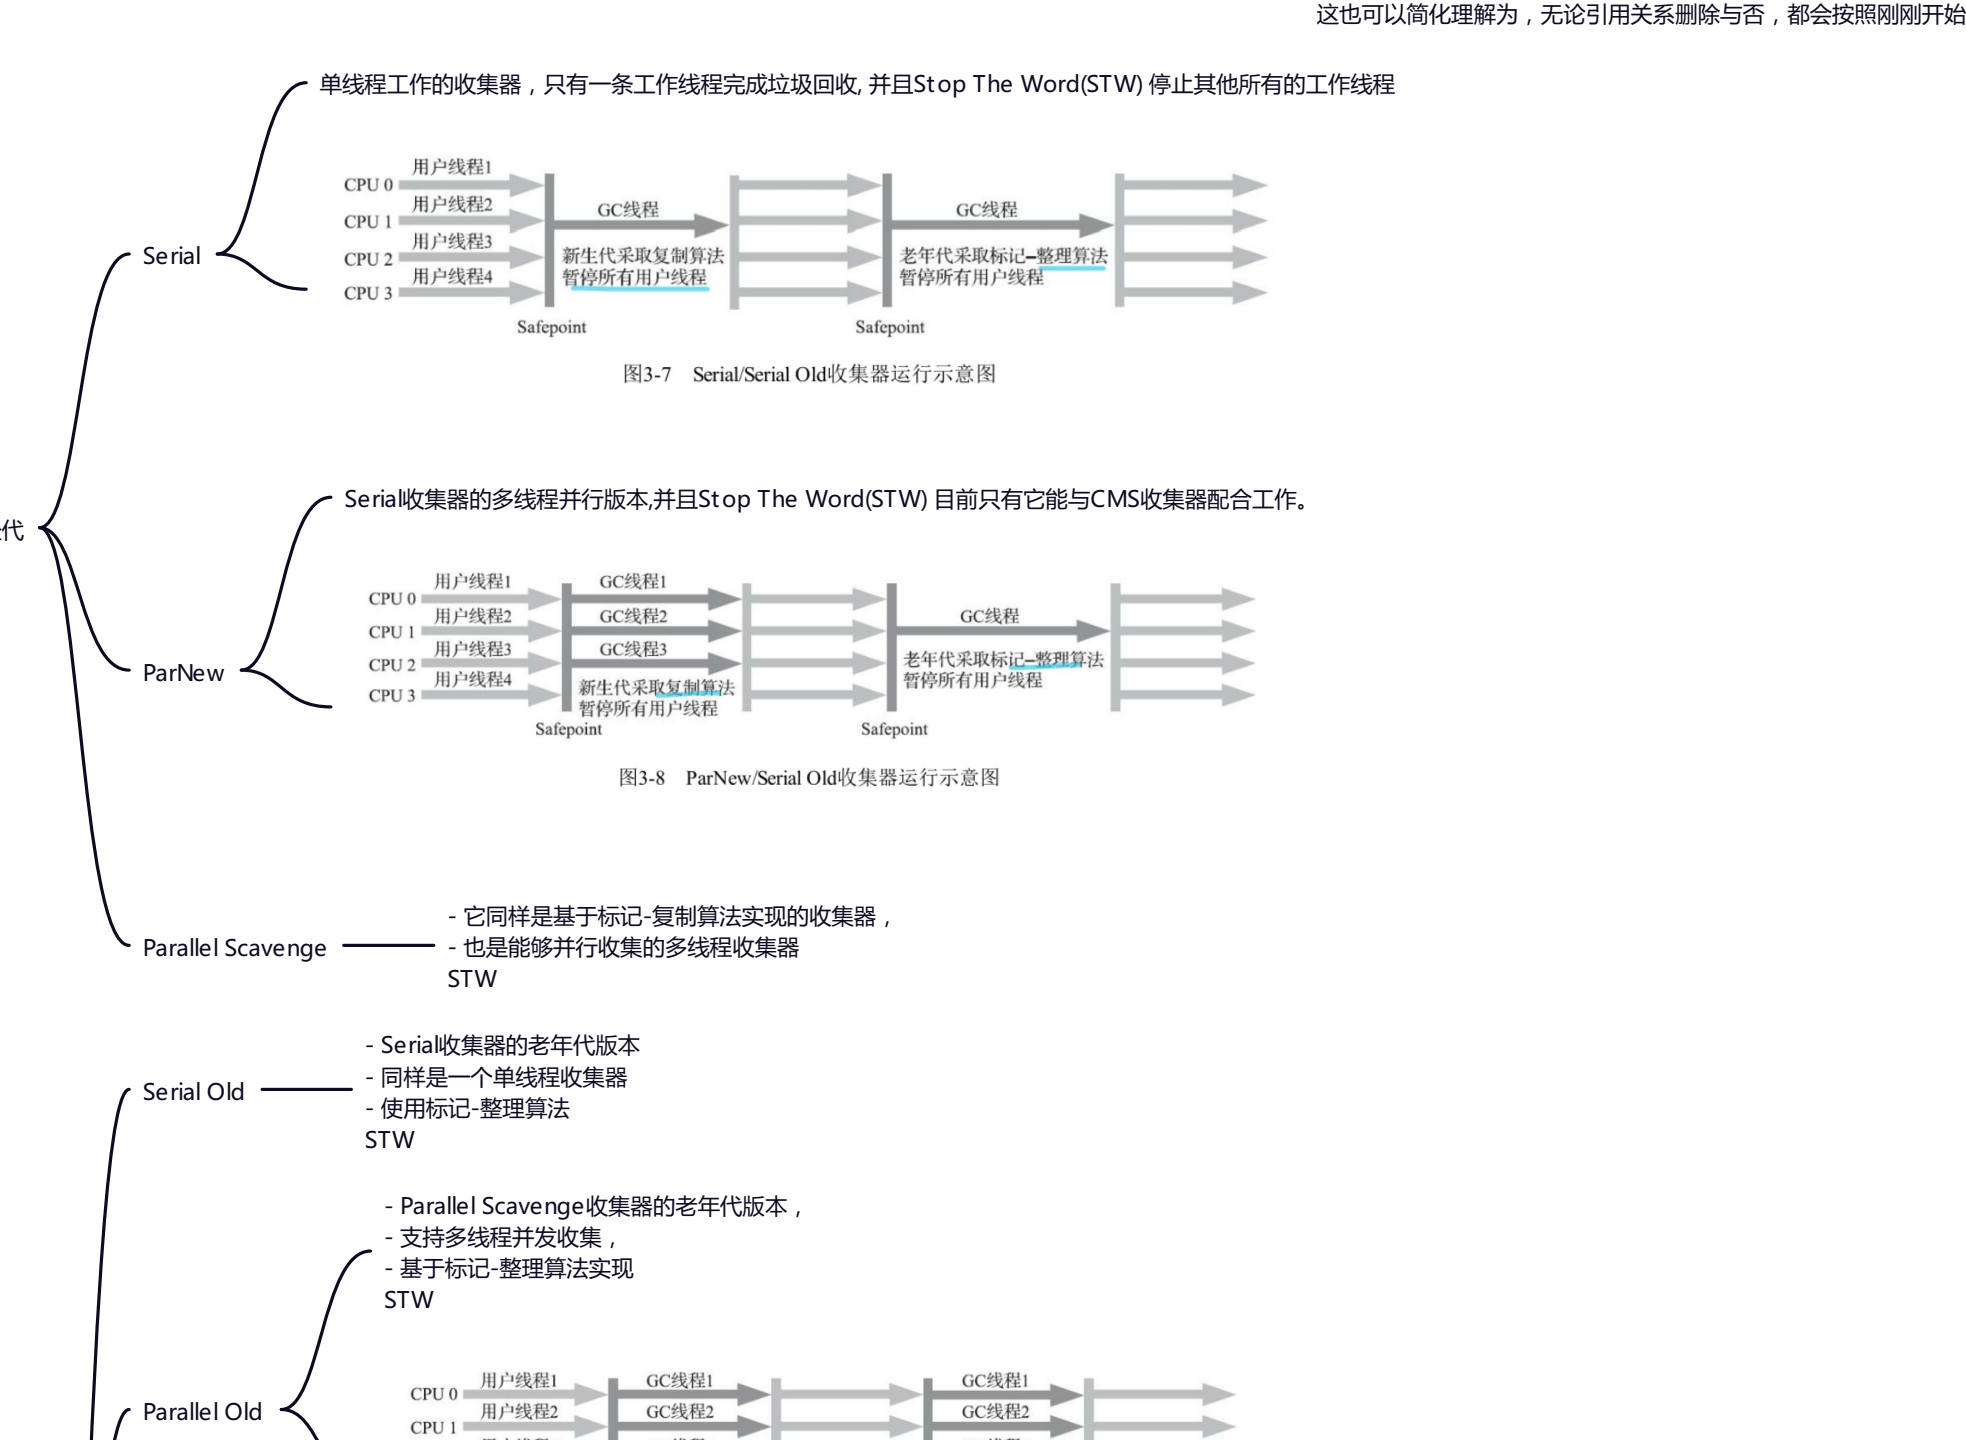 这也可以简化理解为，无论引用关系删除与否，都会按照刚刚开始
单线程工作的收集器，只有一条工作线程完成垃圾回收, 并且Stop The Word(STW) 停止其他所有的工作线程
Serial
用户线程1
CPU 0
用户线程2
CPU 1
用户线程3
CPU 2
用户线程4
CPU 3
GC线程
新生代采取复制算法
暂停所有用户线程
Safepoint
GC线程
老年代采取标记—整理算法
暂停所有用户线程
Safepoint
图3-7 Serial/Serial Old收集器运行示意图
代
Serial收集器的多线程并行版本,并且Stop The Word(STW) 目前只有它能与CMS收集器配合工作。
ParNew
用户线程1
CPU 0
用户线程2
CPU 1
用户线程3
CPU 2
用户线程4
CPU 3
GC线程1
GC线程2
GC线程3
新生代采取复制算法
暂停所有用户线程
Safepoint
GC线程
老年代采取标记—整理算法
暂停所有用户线程
Safepoint
图3-8 ParNew/Serial Old收集器运行示意图
Parallel Scavenge
- 它同样是基于标记-复制算法实现的收集器，
- 也是能够并行收集的多线程收集器
STW
Serial Old
- Serial收集器的老年代版本
- 同样是一个单线程收集器
- 使用标记-整理算法
STW
- Parallel Scavenge收集器的老年代版本，
- 支持多线程并发收集，
- 基于标记-整理算法实现
STW
Parallel Old
用户线程1
CPU 0
用户线程2
CPU 1
GC线程1
GC线程2
GC线程1
GC线程2